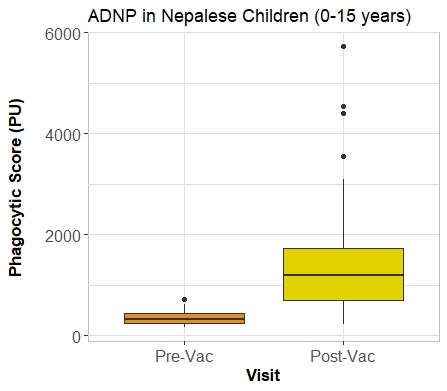 ADNP in Nepalese Children (0-15 years)
6000
4000
2000
0
Phagocytic Score (PU)
Pre-Vac Post-Vac
Visit